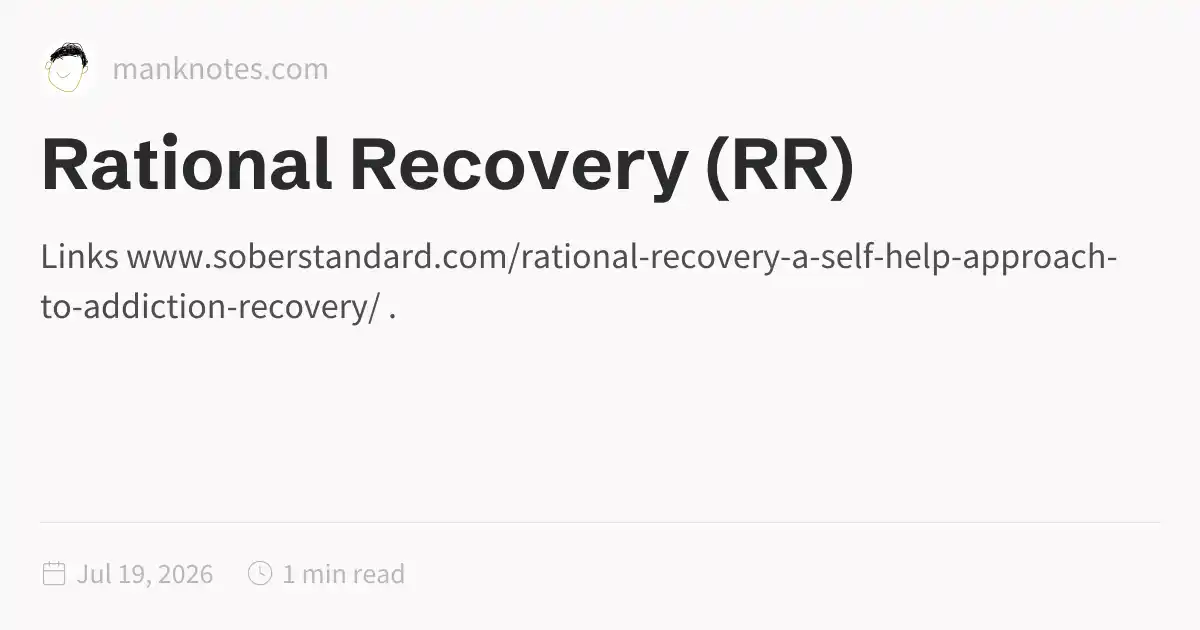 manknotes.com
Rational Recovery (RR)
Links www.soberstandard.com/rational-recovery-a-self-help-approach-
to-addiction-recovery/ .
Jul 19, 2026 1 min read